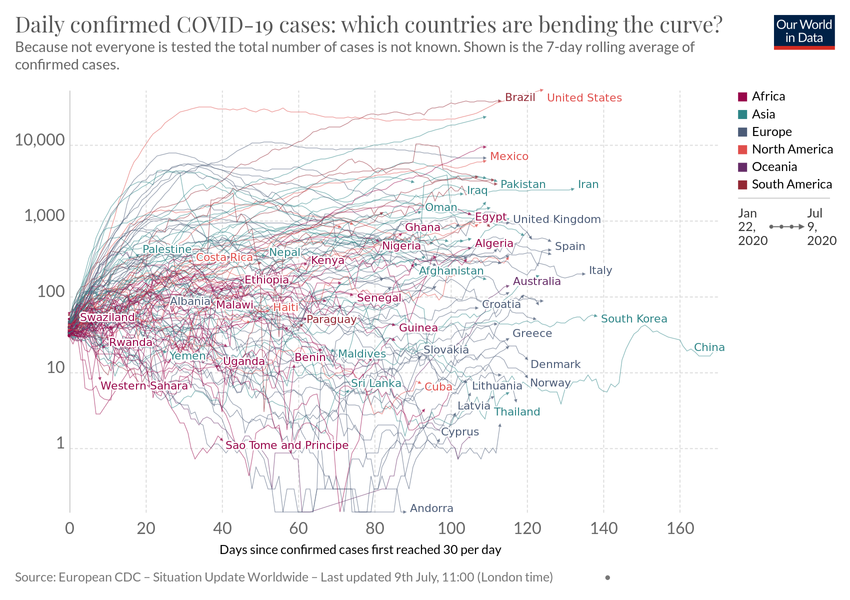 Daily confirmed COVID-19 cases: which countries are bending the curve?
Because not everyone is tested the total number of cases is not known. Shown is the 7-day rolling average of
confirmed cases.
Our World
in Data
Africa
Asia
Europe
North America
Oceania
South America
Jan
22,
2020
Jul
9,
2020
10,000
1,000
100
10
1
Brazil
United States
Mexico
Iraq
Pakistan
Iran
Oman
Egypt
United Kingdom
Ghana
Nigeria
Algeria
Spain
Palestine
Costa Rica
Nepal
Kenya
Afghanistan
Italy
Ethiopia
Australia
Albania
Malawi
Haiti
Senegal
Croatia
Swaziland
Paraguay
South Korea
Guinea
Greece
Rwanda
Yemen
Uganda
Benin
Maldives
Slovakia
China
Denmark
Western Sahara
Sri Lanka
Cuba
Lithuania
Norway
Latvia
Thailand
Cyprus
Sao Tome and Principe
Andorra
0
20
40
60
80
100
120
140
160
Days since confirmed cases first reached 30 per day
Source: European CDC – Situation Update Worldwide – Last updated 9th July, 11:00 (London time)